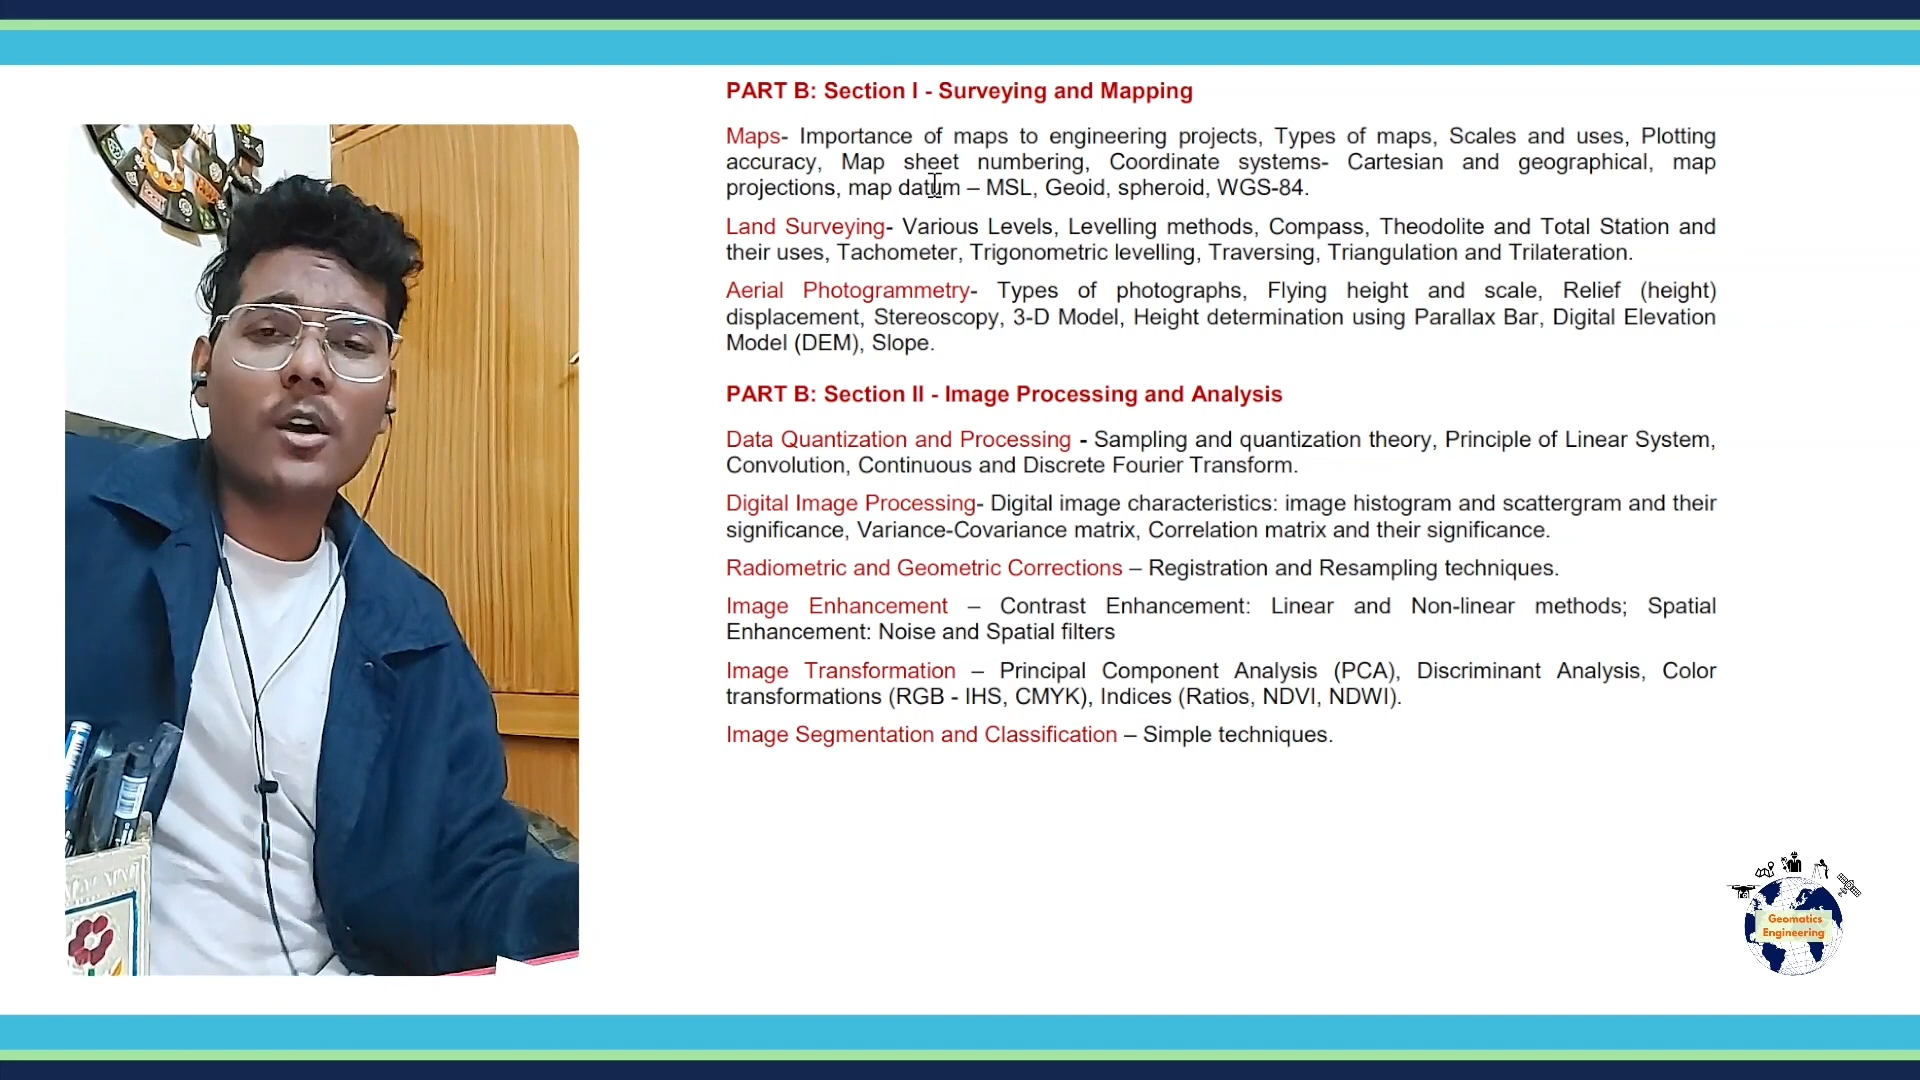 PART B: Section I - Surveying and Mapping
Maps- Importance of maps to engineering projects, Types of maps, Scales and uses, Plotting
accuracy, Map sheet numbering, Coordinate systems- Cartesian and geographical, map
projections, map datum – MSL, Geoid, spheroid, WGS-84.
Land Surveying- Various Levels, Levelling methods, Compass, Theodolite and Total Station and
their uses, Tachometer, Trigonometric levelling, Traversing, Triangulation and Trilateration.
Aerial Photogrammetry- Types of photographs, Flying height and scale, Relief (height)
displacement, Stereoscopy, 3-D Model, Height determination using Parallax Bar, Digital Elevation
Model (DEM), Slope.
PART B: Section II - Image Processing and Analysis
Data Quantization and Processing - Sampling and quantization theory, Principle of Linear System,
Convolution, Continuous and Discrete Fourier Transform.
Digital Image Processing- Digital image characteristics: image histogram and scattergram and their
significance, Variance-Covariance matrix, Correlation matrix and their significance.
Radiometric and Geometric Corrections – Registration and Resampling techniques.
Image Enhancement – Contrast Enhancement: Linear and Non-linear methods; Spatial
Enhancement: Noise and Spatial filters
Image Transformation – Principal Component Analysis (PCA), Discriminant Analysis, Color
transformations (RGB - IHS, CMYK), Indices (Ratios, NDVI, NDWI).
Image Segmentation and Classification – Simple techniques.
Geomatics
Engineering